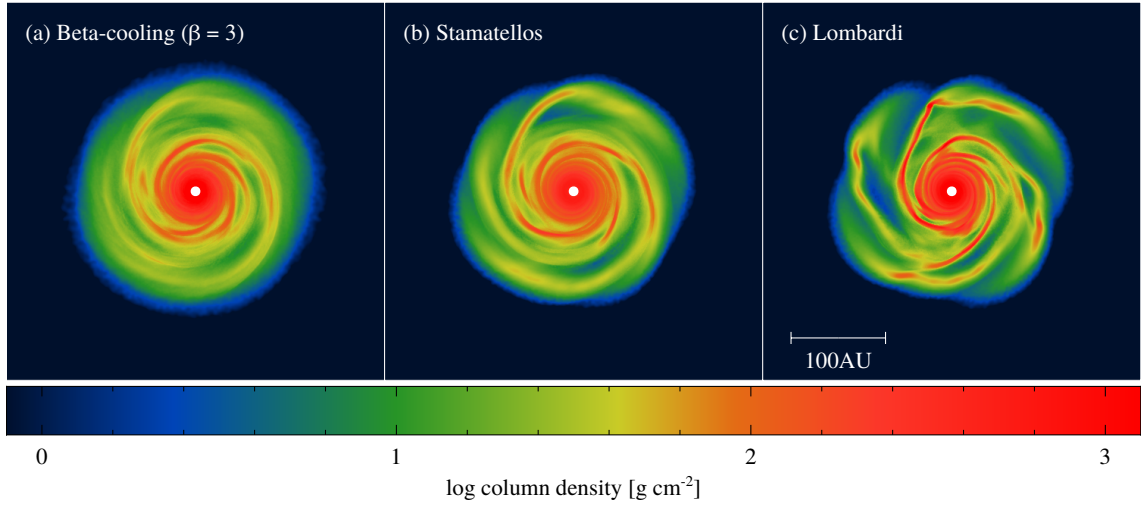 (a) Beta-cooling (β = 3)
(b) Stamatellos
(c) Lombardi
100AU
0 1 2 3
log column density [g cm⁻²]